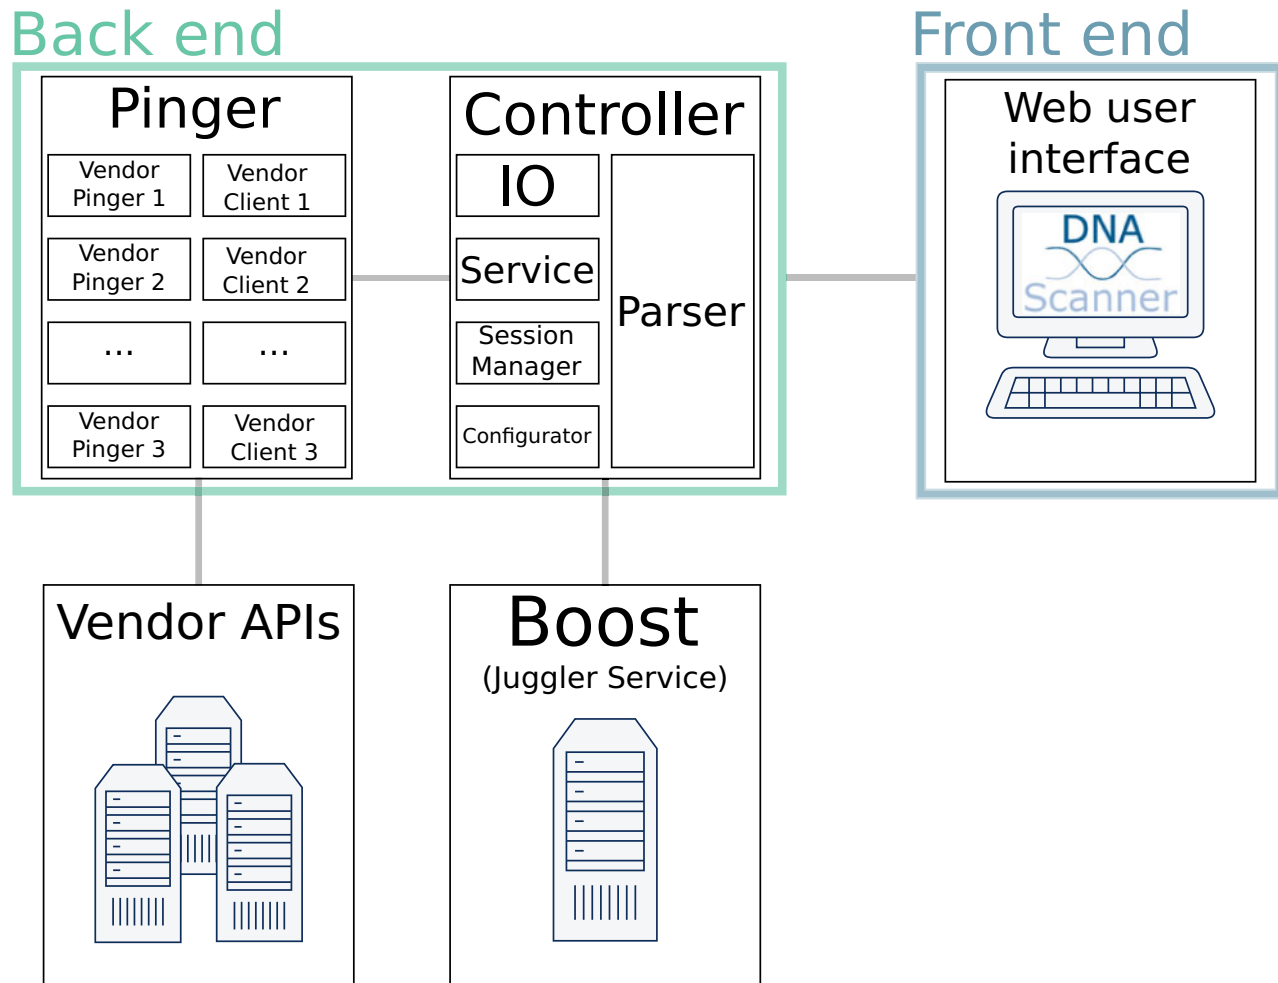 Back end
Front end
Pinger
Vendor
Pinger 1
Vendor
Client 1
Vendor
Pinger 2
Vendor
Client 2
...
...
Vendor
Pinger 3
Vendor
Client 3
Controller
IO
Service
Session
Manager
Configurator
Parser
Web user
interface
DNA
Scanner
Vendor APIs
Boost
(Juggler Service)